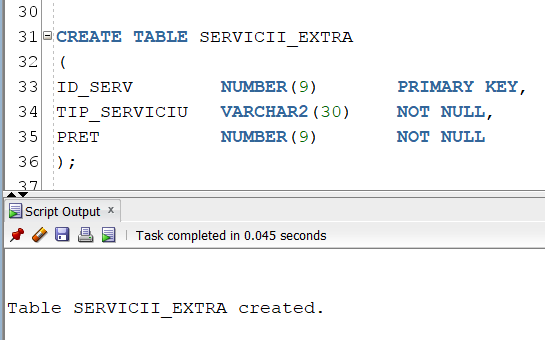 30
31 CREATE TABLE SERVICII_EXTRA
32 (
33 ID_SERV NUMBER(9) PRIMARY KEY,
34 TIP_SERVICIU VARCHAR2(30) NOT NULL,
35 PRET NUMBER(9) NOT NULL
36 );
37
Script Output x
Task completed in 0.045 seconds
Table SERVICII_EXTRA created.